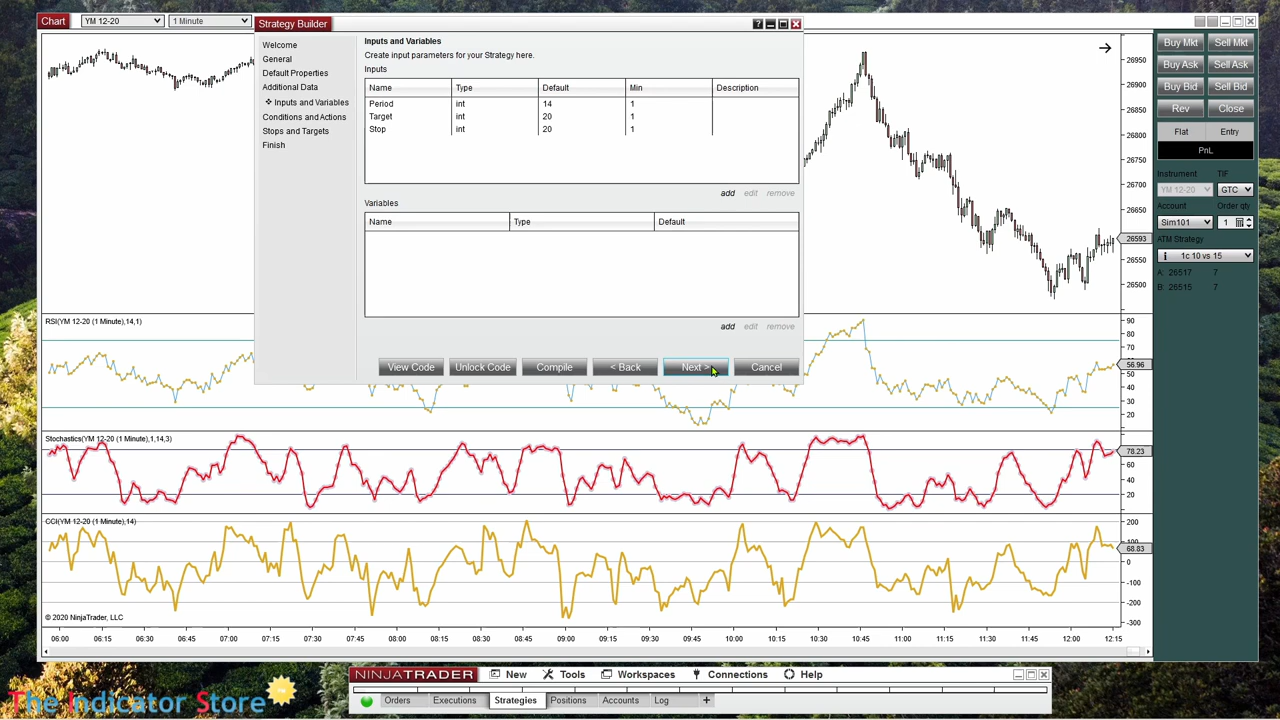 Chart YM 12-20 1 Minute
Strategy Builder
?
Welcome
General
Default Properties
Additional Data
❖ Inputs and Variables
Conditions and Actions
Stops and Targets
Finish
Inputs and Variables
Create input parameters for your Strategy here.
Inputs
Name Type Default Min Description
Period int 14 1
Target int 20 1
Stop int 20 1
add edit remove
Variables
Name Type Default
add edit remove
View Code Unlock Code Compile < Back Next > Cancel
26950
26900
26850
26800
26750
26700
26650
26593
26550
26500
Buy Mkt Sell Mkt
Buy Ask Sell Ask
Buy Bid Sell Bid
Rev Close
Flat Entry
PnL
Instrument TIF
YM 12-20 GTC
Account Order qty
Sim101 1
ATM Strategy
1c 10 vs 15
A: 26517 7
B: 26515 7
RSI(YM 12-20 (1 Minute),14,1)
90
80
70
56.96
50
40
30
20
Stochastics(YM 12-20 (1 Minute),1,14,3)
78.23
60
40
20
CCI(YM 12-20 (1 Minute),14)
200
100
68.83
0
-100
-200
-300
© 2020 NinjaTrader, LLC
06:00 06:15 06:30 06:45 07:00 07:15 07:30 07:45 08:00 08:15 08:30 08:45 09:00 09:15 09:30 09:45 10:00 10:15 10:30 10:45 11:00 11:15 11:30 11:45 12:00 12:15
NINJATRADER New Tools Workspaces Connections Help
Orders Executions Strategies Positions Accounts Log +
The Indicator Store